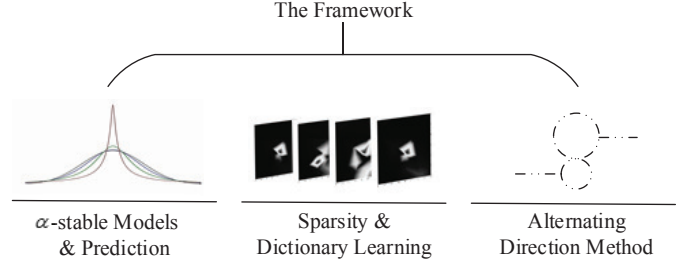 The Framework
α-stable Models
& Prediction
Sparsity &
Dictionary Learning
Alternating
Direction Method